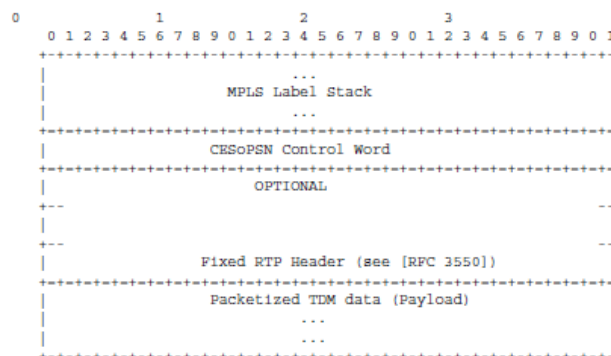 0                   1                   2                   3
0 1 2 3 4 5 6 7 8 9 0 1 2 3 4 5 6 7 8 9 0 1 2 3 4 5 6 7 8 9 0 1
+-+-+-+-+-+-+-+-+-+-+-+-+-+-+-+-+-+-+-+-+-+-+-+-+-+-+-+-+-+-+-+
|                              ...
|                      MPLS Label Stack
|                              ...
+-+-+-+-+-+-+-+-+-+-+-+-+-+-+-+-+-+-+-+-+-+-+-+-+-+-+-+-+-+-+-+
|                    CESoPSN Control Word
+-+-+-+-+-+-+-+-+-+-+-+-+-+-+-+-+-+-+-+-+-+-+-+-+-+-+-+-+-+-+-+
|                         OPTIONAL
+--                                                           --
|
+--                                                           --
|                   Fixed RTP Header (see [RFC 3550])
+-+-+-+-+-+-+-+-+-+-+-+-+-+-+-+-+-+-+-+-+-+-+-+-+-+-+-+-+-+-+-+
|                    Packetized TDM data (Payload)
|                              ...
|                              ...
+-+-+-+-+-+-+-+-+-+-+-+-+-+-+-+-+-+-+-+-+-+-+-+-+-+-+-+-+-+-+-+